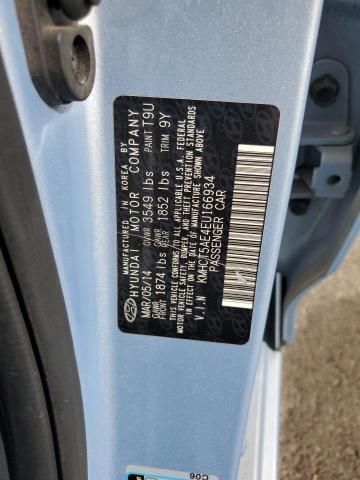 MANUFACTURED IN KOREA BY
HYUNDAI MOTOR COMPANY
MAR/05/14 GVWR 3549 lbs PAINT T9U
GAWR FRONT 1874 lbs GAWR REAR 1852 lbs TRIM 9Y
THIS VEHICLE CONFORMS TO ALL APPLICABLE U.S.A. FEDERAL
MOTOR VEHICLE SAFETY BUMPER AND THEFT PREVENTION
STANDARDS IN EFFECT ON THE DATE OF MANUFACTURE SHOWN ABOVE
V.I.N KMHCT5AE4EU166934
PASSENGER CAR
C06